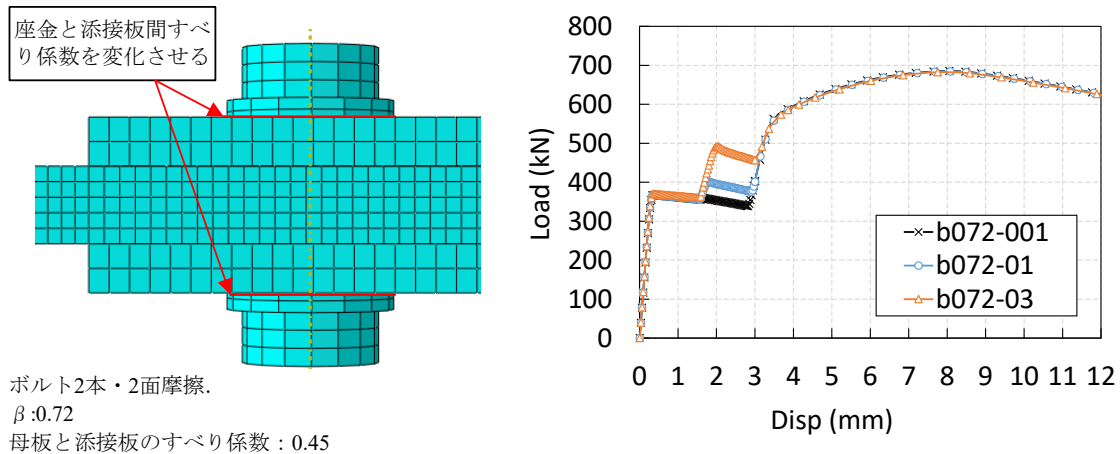 座金と添接板間すべ
り係数を変化させる
ボルト2本・2面摩擦.
β:0.72
母板と添接板のすべり係数：0.45
Load (kN)
800
700
600
500
400
300
200
100
0
b072-001
b072-01
b072-03
0 1 2 3 4 5 6 7 8 9 10 11 12
Disp (mm)